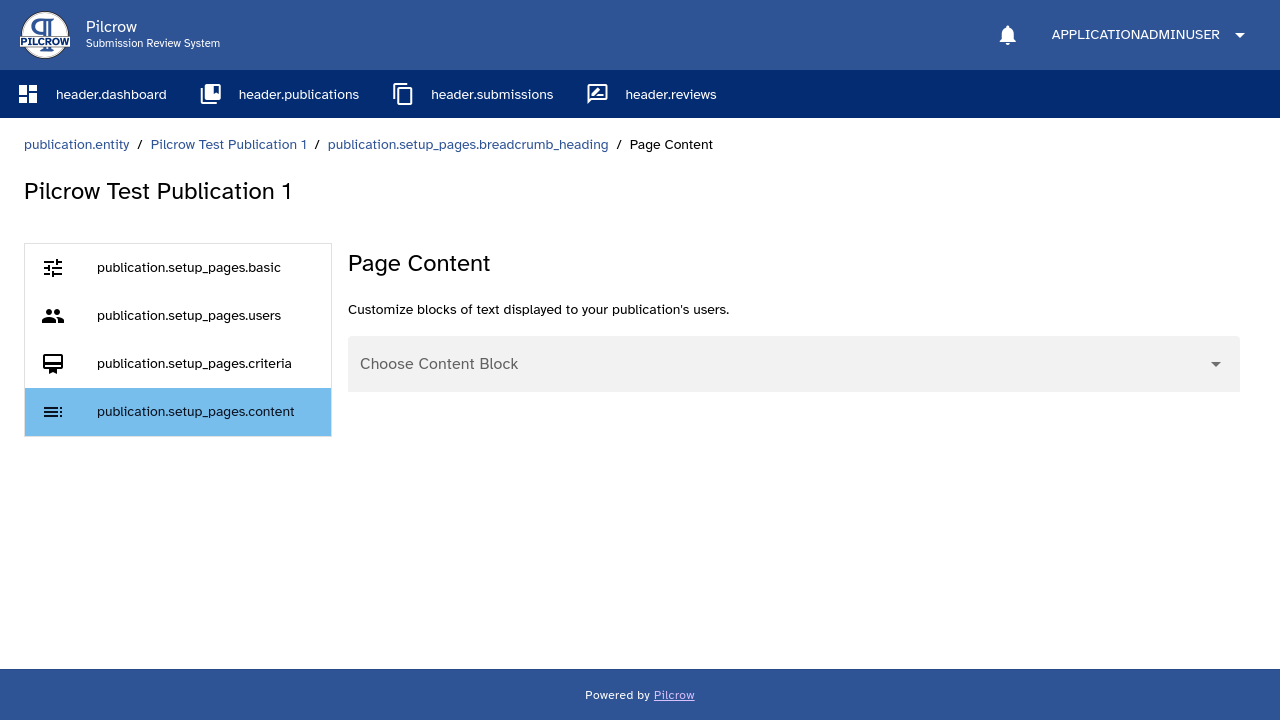 PILCROW
Pilcrow
Submission Review System
APPLICATIONADMINUSER
header.dashboard
header.publications
header.submissions
header.reviews
publication.entity / Pilcrow Test Publication 1 / publication.setup_pages.breadcrumb_heading / Page Content
Pilcrow Test Publication 1
publication.setup_pages.basic
publication.setup_pages.users
publication.setup_pages.criteria
publication.setup_pages.content
Page Content
Customize blocks of text displayed to your publication's users.
Choose Content Block
Powered by Pilcrow